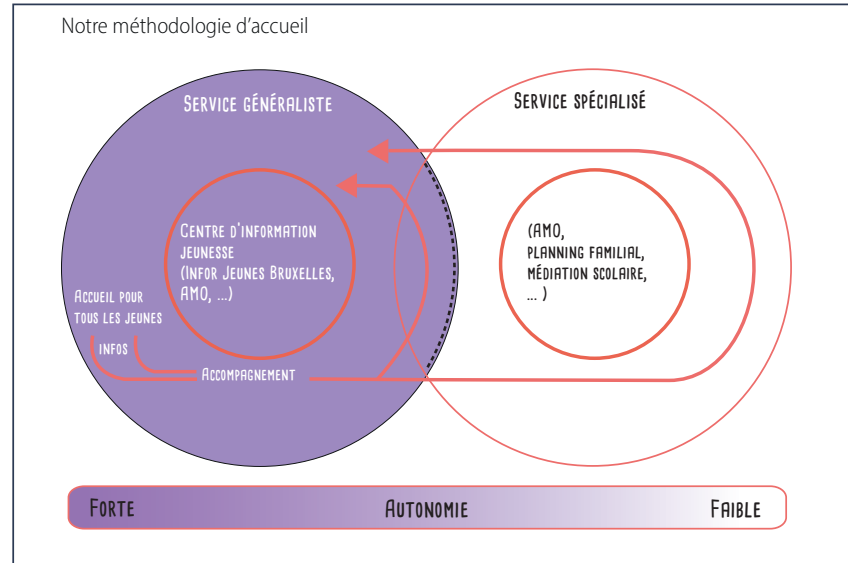 Notre méthodologie d'accueil
Service généraliste
Service spécialisé
Centre d'information
jeunesse
(Infor Jeunes Bruxelles,
AMO, ...)
(AMO,
planning familial,
médiation scolaire,
... )
Accueil pour
tous les jeunes
infos
Accompagnement
Forte
Autonomie
Faible